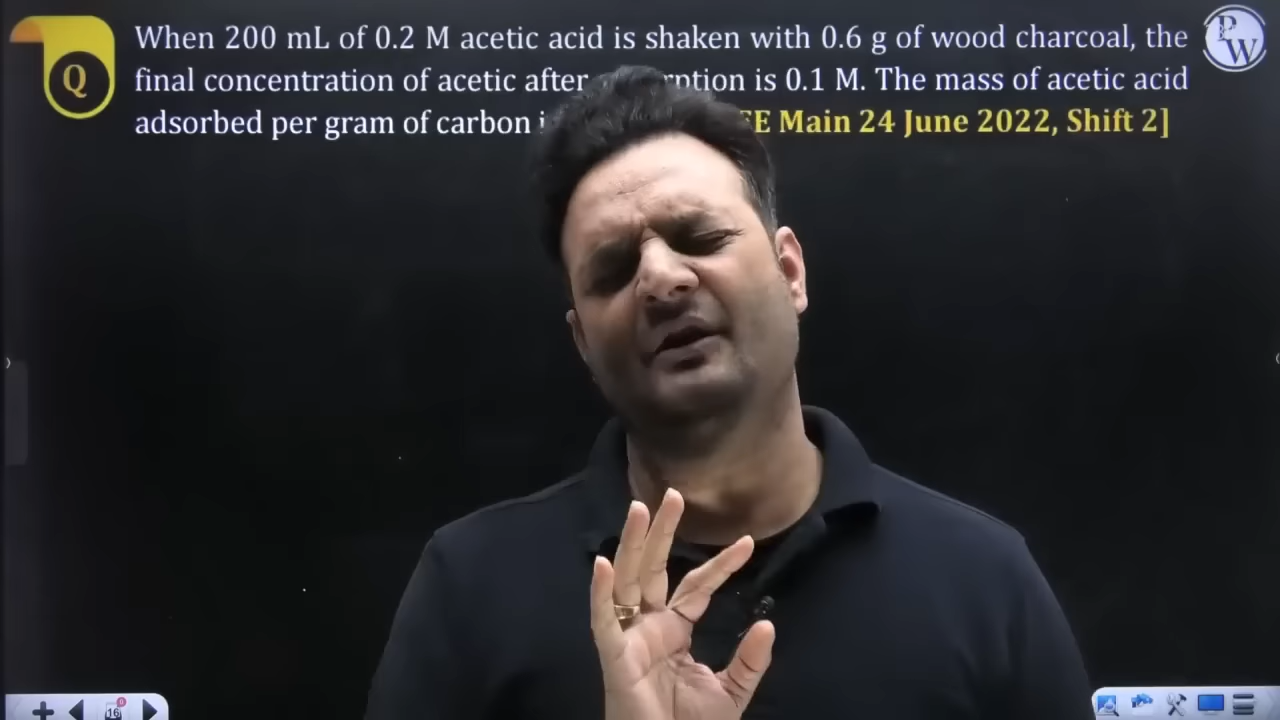 Q
When 200 mL of 0.2 M acetic acid is shaken with 0.6 g of wood charcoal, the
final concentration of acetic after is 0.1 M. The mass of acetic acid
adsorbed per gram of carbon Main 24 June 2022, Shift 2]
PW
16